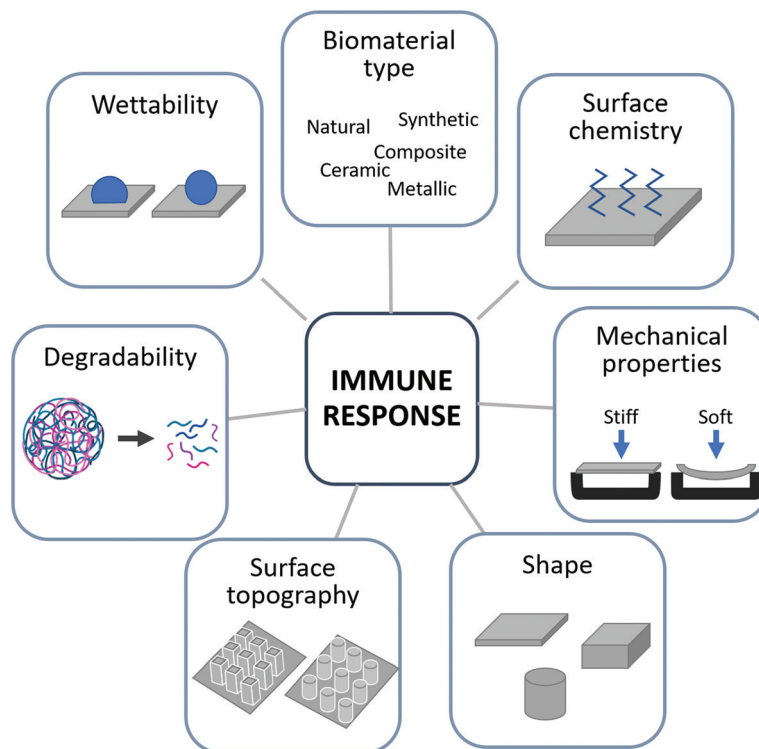 Biomaterial
type
Natural
Synthetic
Composite
Ceramic
Metallic
Wettability
Surface
chemistry
Degradability
IMMUNE
RESPONSE
Mechanical
properties
Stiff
Soft
Surface
topography
Shape